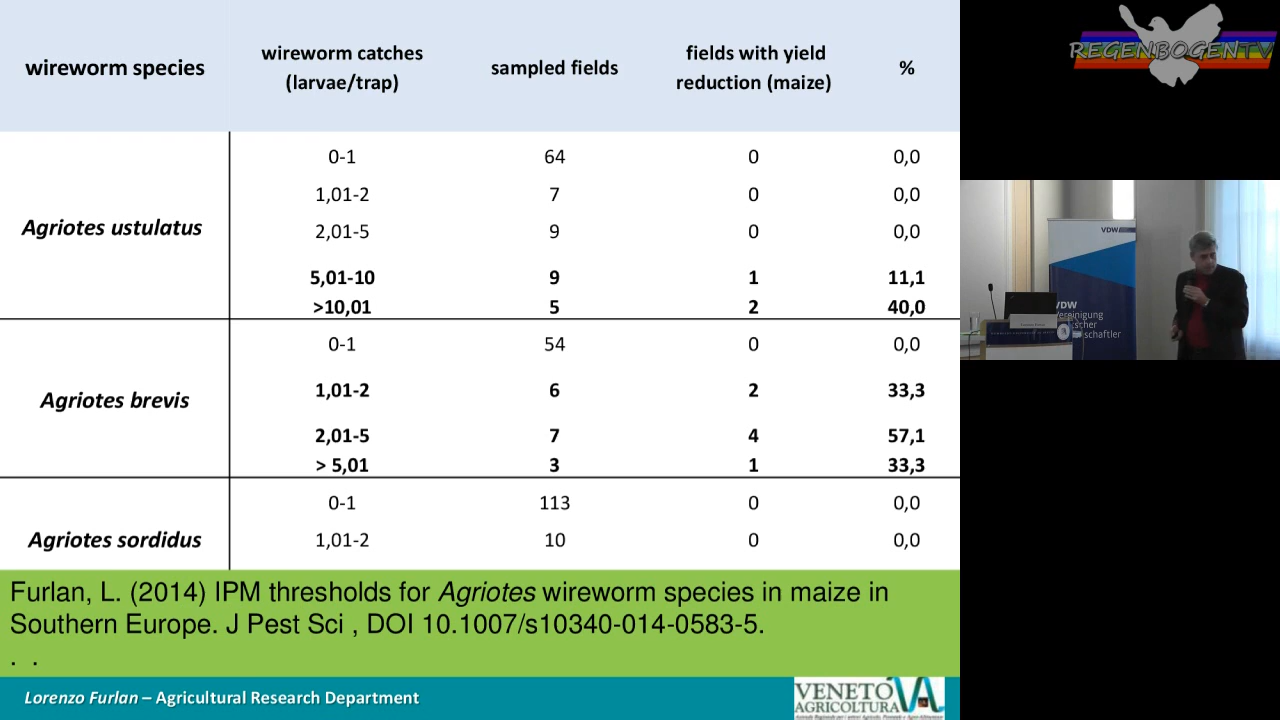 wireworm species
wireworm catches
(larvae/trap)
sampled fields
fields with yield
reduction (maize)
%
Agriotes ustulatus
0-1 64 0 0,0
1,01-2 7 0 0,0
2,01-5 9 0 0,0
5,01-10 9 1 11,1
>10,01 5 2 40,0
Agriotes brevis
0-1 54 0 0,0
1,01-2 6 2 33,3
2,01-5 7 4 57,1
> 5,01 3 1 33,3
Agriotes sordidus
0-1 113 0 0,0
1,01-2 10 0 0,0
Furlan, L. (2014) IPM thresholds for Agriotes wireworm species in maize in
Southern Europe. J Pest Sci , DOI 10.1007/s10340-014-0583-5.
. .
Lorenzo Furlan – Agricultural Research Department
VENETO
AGRICOLTURA
REGENBOGENTV
VDW
VDW